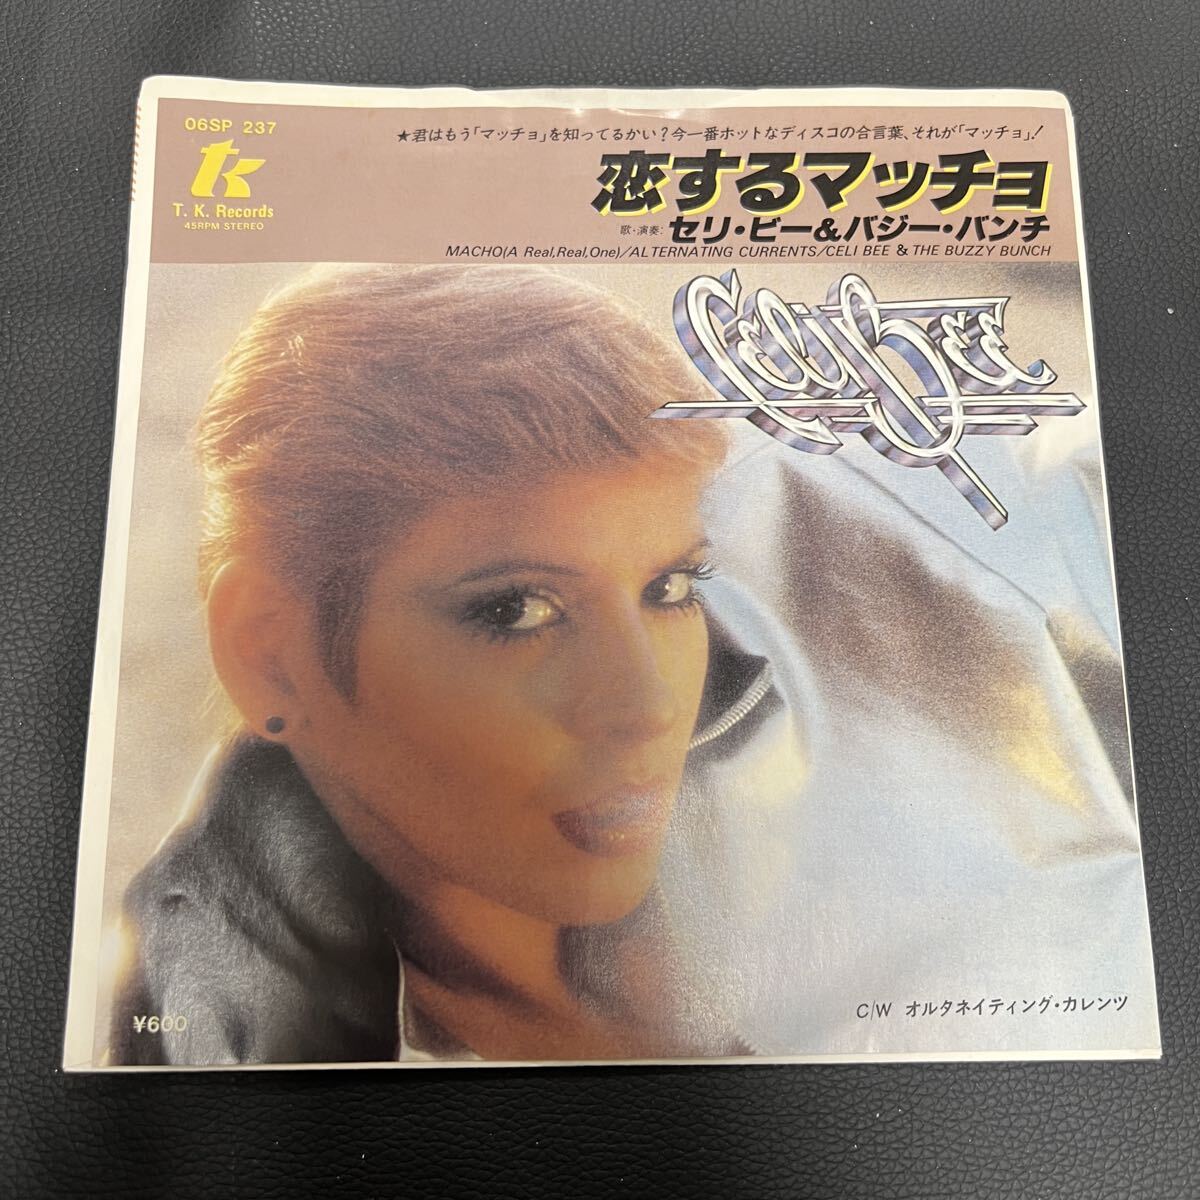 06SP 237
tk
T. K. Records
45RPM STEREO
★君はもう「マッチョ」を知ってるかい?今一番ホットなディスコの合言葉、それが「マッチョ」!
恋するマッチョ
歌・演奏: セリ・ビー&バジー・バンチ
MACHO(A Real,Real,One)/ALTERNATING CURRENTS/CELI BEE & THE BUZZY BUNCH
Celi Bee
C/W オルタネイティング・カレンツ
¥600